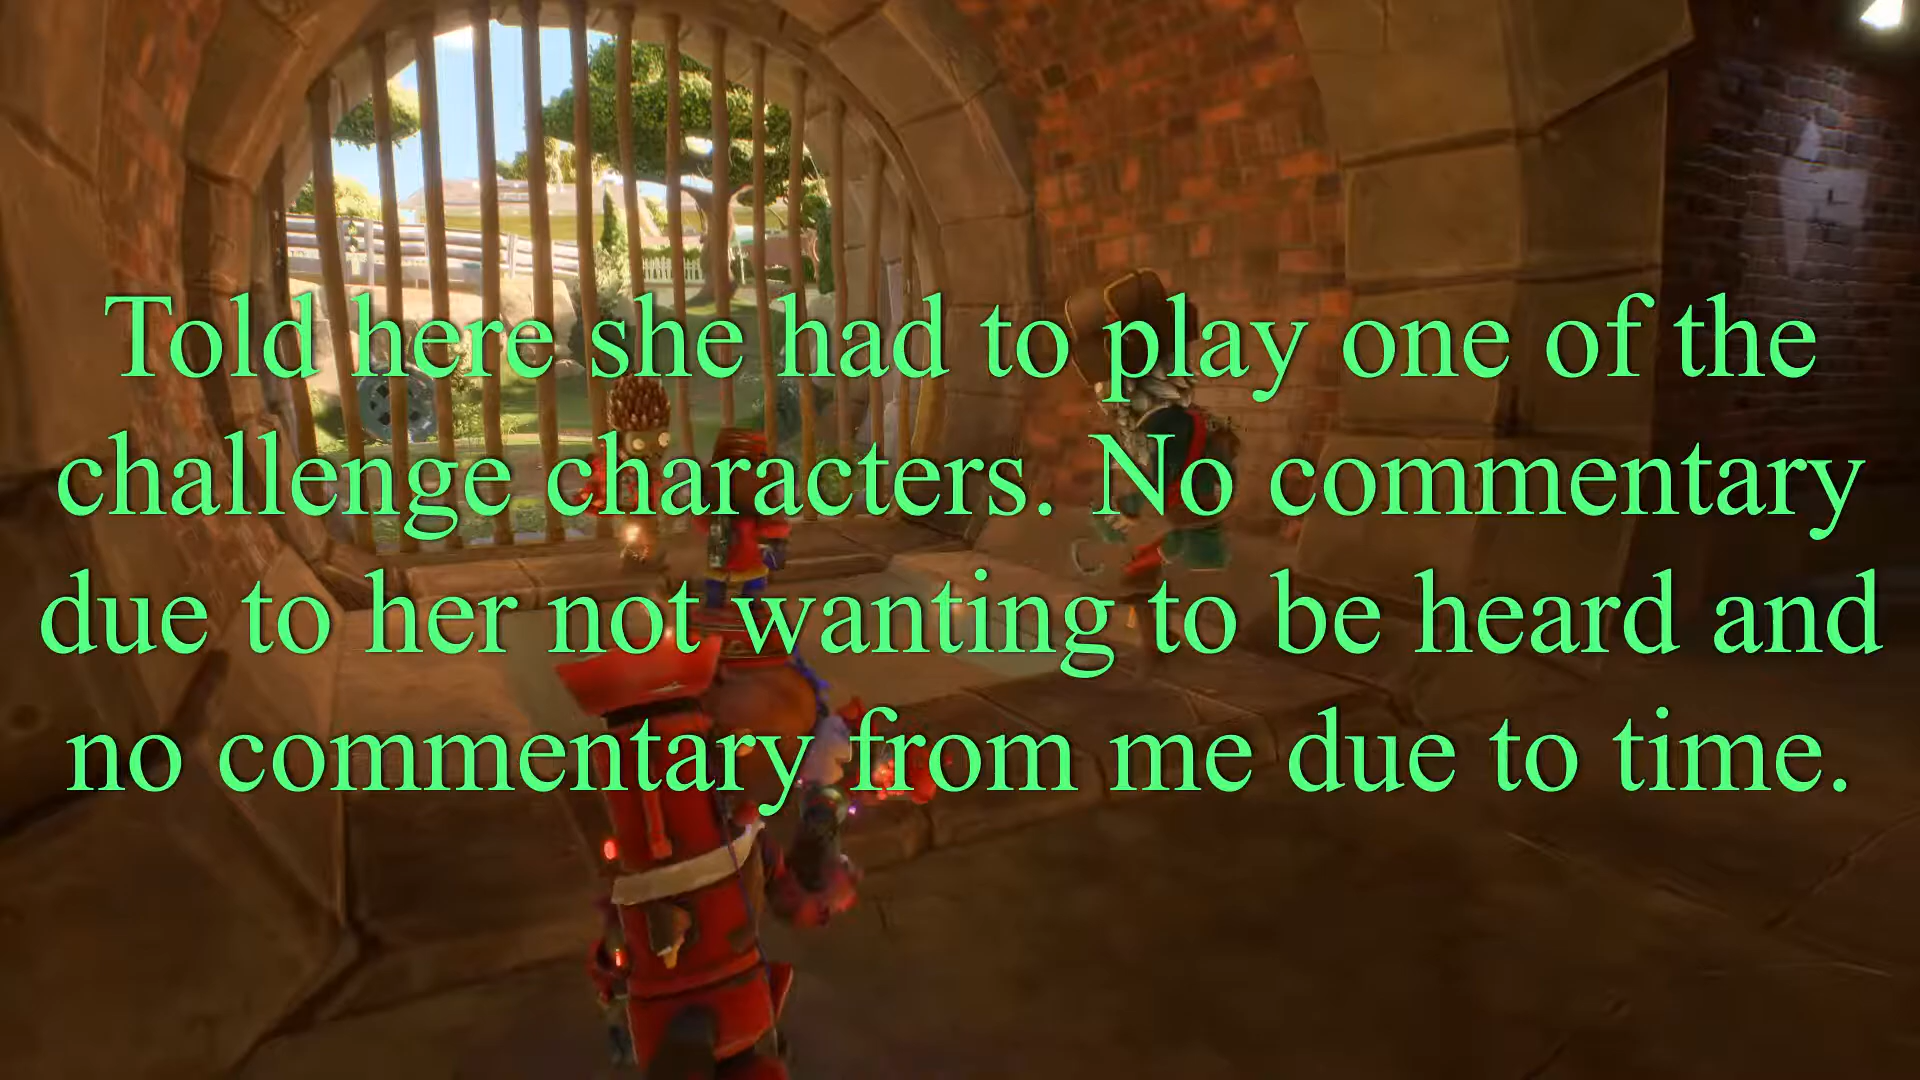 Told here she had to play one of the
challenge characters. No commentary
due to her not wanting to be heard and
no commentary from me due to time.